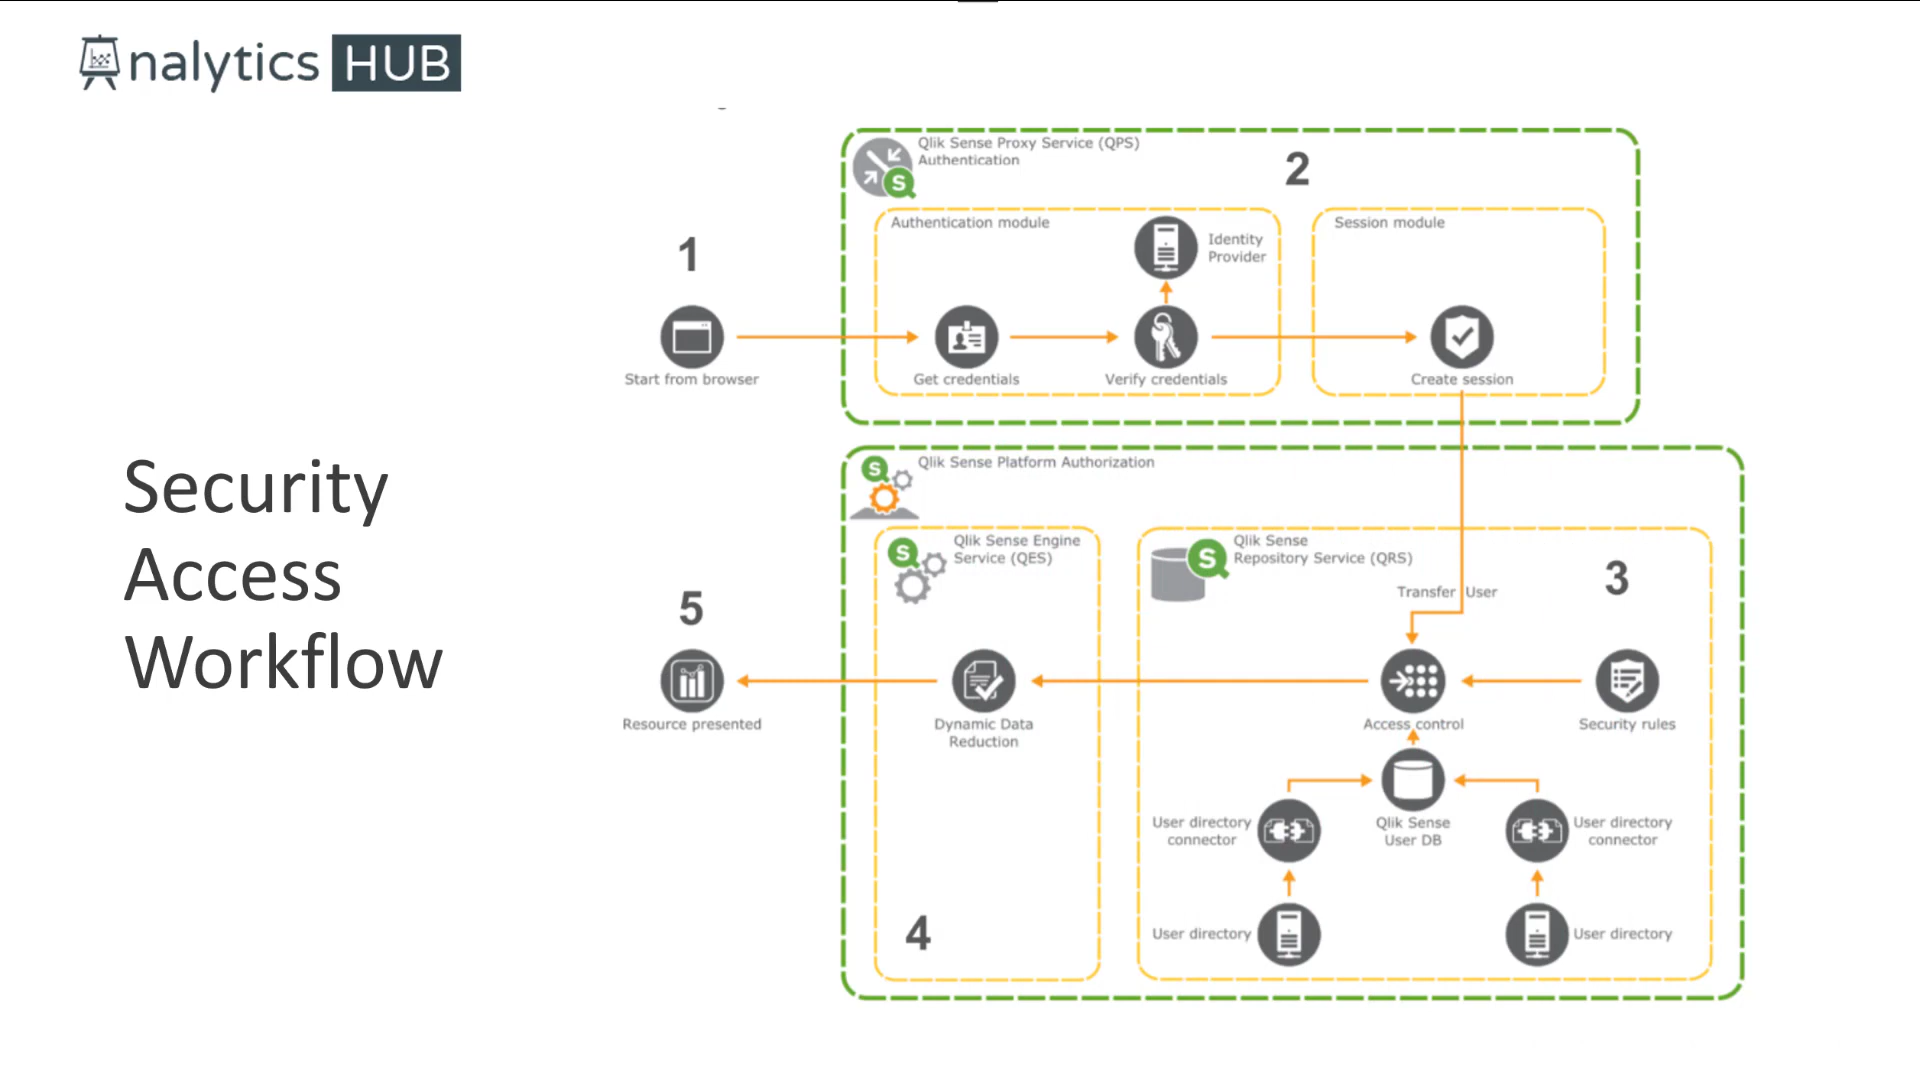 nalytics HUB
Security
Access
Workflow
1
Start from browser
Qlik Sense Proxy Service (QPS)
Authentication
2
Authentication module
Identity
Provider
Get credentials
Verify credentials
Session module
Create session
Qlik Sense Platform Authorization
Qlik Sense
Repository Service (QRS)
3
Transfer User
Access control
Security rules
Qlik Sense
User DB
User directory
connector
User directory
connector
User directory
User directory
Qlik Sense Engine
Service (QES)
Dynamic Data
Reduction
4
5
Resource presented
S
S
S
S